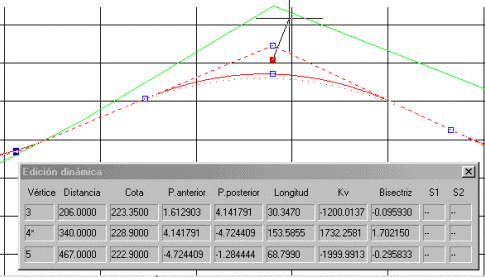 Edición dinámica
Vértice Distancia Cota P.anterior P.posterior Longitud Kv Bisectriz S1 S2
3 206.0000 223.3500 1.612903 4.141791 30.3470 -1200.0137 -0.095930 -- --
4* 340.0000 228.9000 4.141791 -4.724409 153.5855 1732.2581 1.702150 -- --
5 467.0000 222.9000 -4.724409 -1.284444 68.7990 -1999.9913 -0.295833 -- --